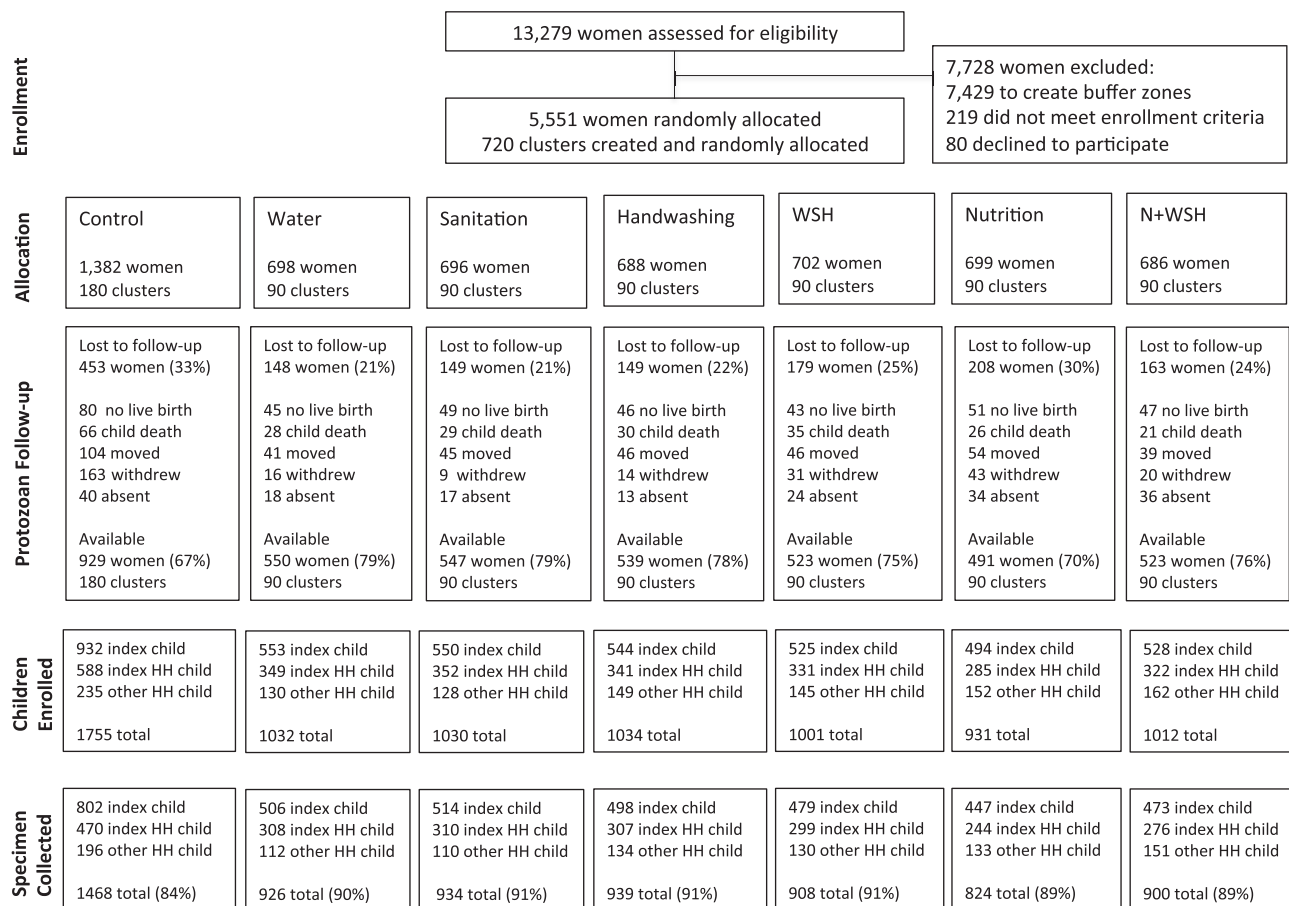 Enrollment
13,279 women assessed for eligibility
7,728 women excluded:
7,429 to create buffer zones
219 did not meet enrollment criteria
80 declined to participate
5,551 women randomly allocated
720 clusters created and randomly allocated
Allocation
Control
1,382 women
180 clusters
Water
698 women
90 clusters
Sanitation
696 women
90 clusters
Handwashing
688 women
90 clusters
WSH
702 women
90 clusters
Nutrition
699 women
90 clusters
N+WSH
686 women
90 clusters
Protozoan Follow-up
Lost to follow-up
453 women (33%)
80 no live birth
66 child death
104 moved
163 withdrew
40 absent
Available
929 women (67%)
180 clusters
Lost to follow-up
148 women (21%)
45 no live birth
28 child death
41 moved
16 withdrew
18 absent
Available
550 women (79%)
90 clusters
Lost to follow-up
149 women (21%)
49 no live birth
29 child death
45 moved
9 withdrew
17 absent
Available
547 women (79%)
90 clusters
Lost to follow-up
149 women (22%)
46 no live birth
30 child death
46 moved
14 withdrew
13 absent
Available
539 women (78%)
90 clusters
Lost to follow-up
179 women (25%)
43 no live birth
35 child death
46 moved
31 withdrew
24 absent
Available
523 women (75%)
90 clusters
Lost to follow-up
208 women (30%)
51 no live birth
26 child death
54 moved
43 withdrew
34 absent
Available
491 women (70%)
90 clusters
Lost to follow-up
163 women (24%)
47 no live birth
21 child death
39 moved
20 withdrew
36 absent
Available
523 women (76%)
90 clusters
Children
Enrolled
932 index child
588 index HH child
235 other HH child
1755 total
553 index child
349 index HH child
130 other HH child
1032 total
550 index child
352 index HH child
128 other HH child
1030 total
544 index child
341 index HH child
149 other HH child
1034 total
525 index child
331 index HH child
145 other HH child
1001 total
494 index child
285 index HH child
152 other HH child
931 total
528 index child
322 index HH child
162 other HH child
1012 total
Specimen
Collected
802 index child
470 index HH child
196 other HH child
1468 total (84%)
506 index child
308 index HH child
112 other HH child
926 total (90%)
514 index child
310 index HH child
110 other HH child
934 total (91%)
498 index child
307 index HH child
134 other HH child
939 total (91%)
479 index child
299 index HH child
130 other HH child
908 total (91%)
447 index child
244 index HH child
133 other HH child
824 total (89%)
473 index child
276 index HH child
151 other HH child
900 total (89%)